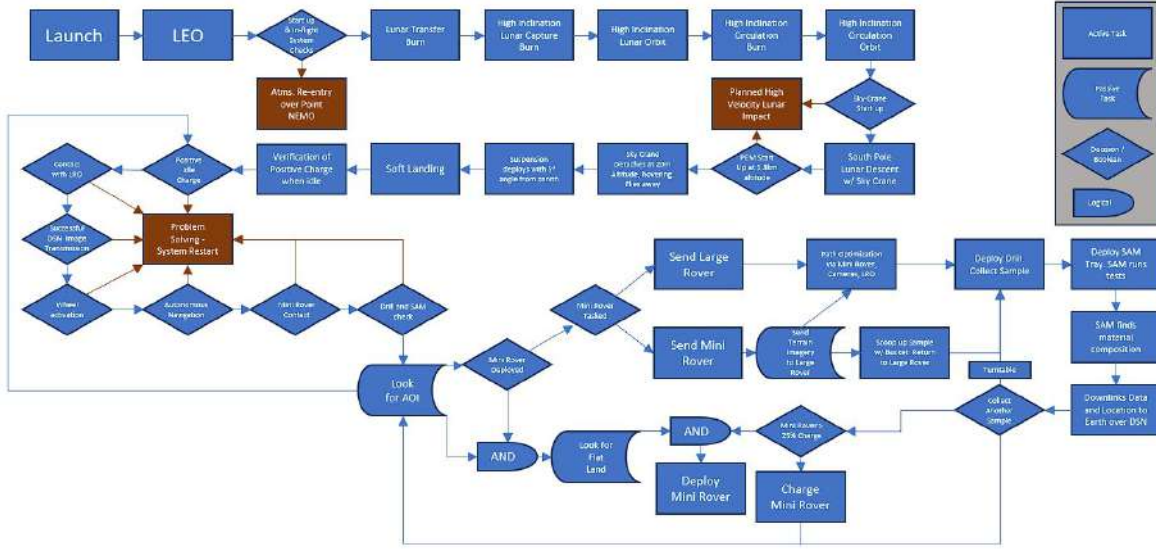 Launch
LEO
Start up
& In-flight
System
Checks
Lunar Transfer
Burn
High Inclination
Lunar Capture
Burn
High Inclination
Lunar Orbit
High Inclination
Circulation
Burn
High Inclination
Circulation
Orbit
Active Task
Atms. Re-entry
over Point
NEMO
Planned High
Velocity Lunar
Impact
Sky-Crane
Start up
Passive
Task
Contact
with LRO
Positive
Idle
Charge
Verification of
Positive Charge
when idle
Soft Landing
Suspension
deploys with
angle from zenith
Sky Crane
Detaches at
Altitude, hovering,
flies away
Start
Up at
altitude
South Pole
Lunar Descent
w/ Sky Crane
Decision /
Boolean
Logical
Successful
DSN Image
Transmission
Problem
Solving -
System Restart
Wheel
activation
Autonomous
Navigation
Mini Rover
Contact
Drill and SAM
check
Mini Rover
Tasked
Send Large
Rover
Path Optimization
via Mini Rover,
Cameras, LRO
Deploy Drill
Collect Sample
Deploy SAM
Tray. SAM runs
tests
Look
for AOI
Mini Rover
Deployed
Send Mini
Rover
Send
Terrain
Imagery
to Large
Rover
Scoop up Sample
w/ Bucket. Return
to Large Rover
SAM finds
material
composition
Turntable
Collect
Another
Sample
Downlinks Data
and Location to
Earth over DSN
AND
Look for
Flat
Land
AND
Mini Rover
25% Charge
Deploy
Mini Rover
Charge
Mini Rover